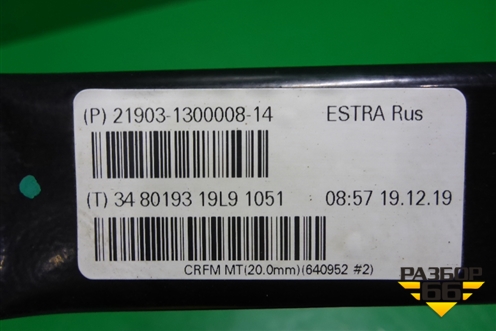 (P) 21903-1300008-14 ESTRA Rus
(T) 34 80193 19L9 1051 08:57 19.12.19
CRFM MT(20.0mm)(640952 #2)
РАЗБОР
66